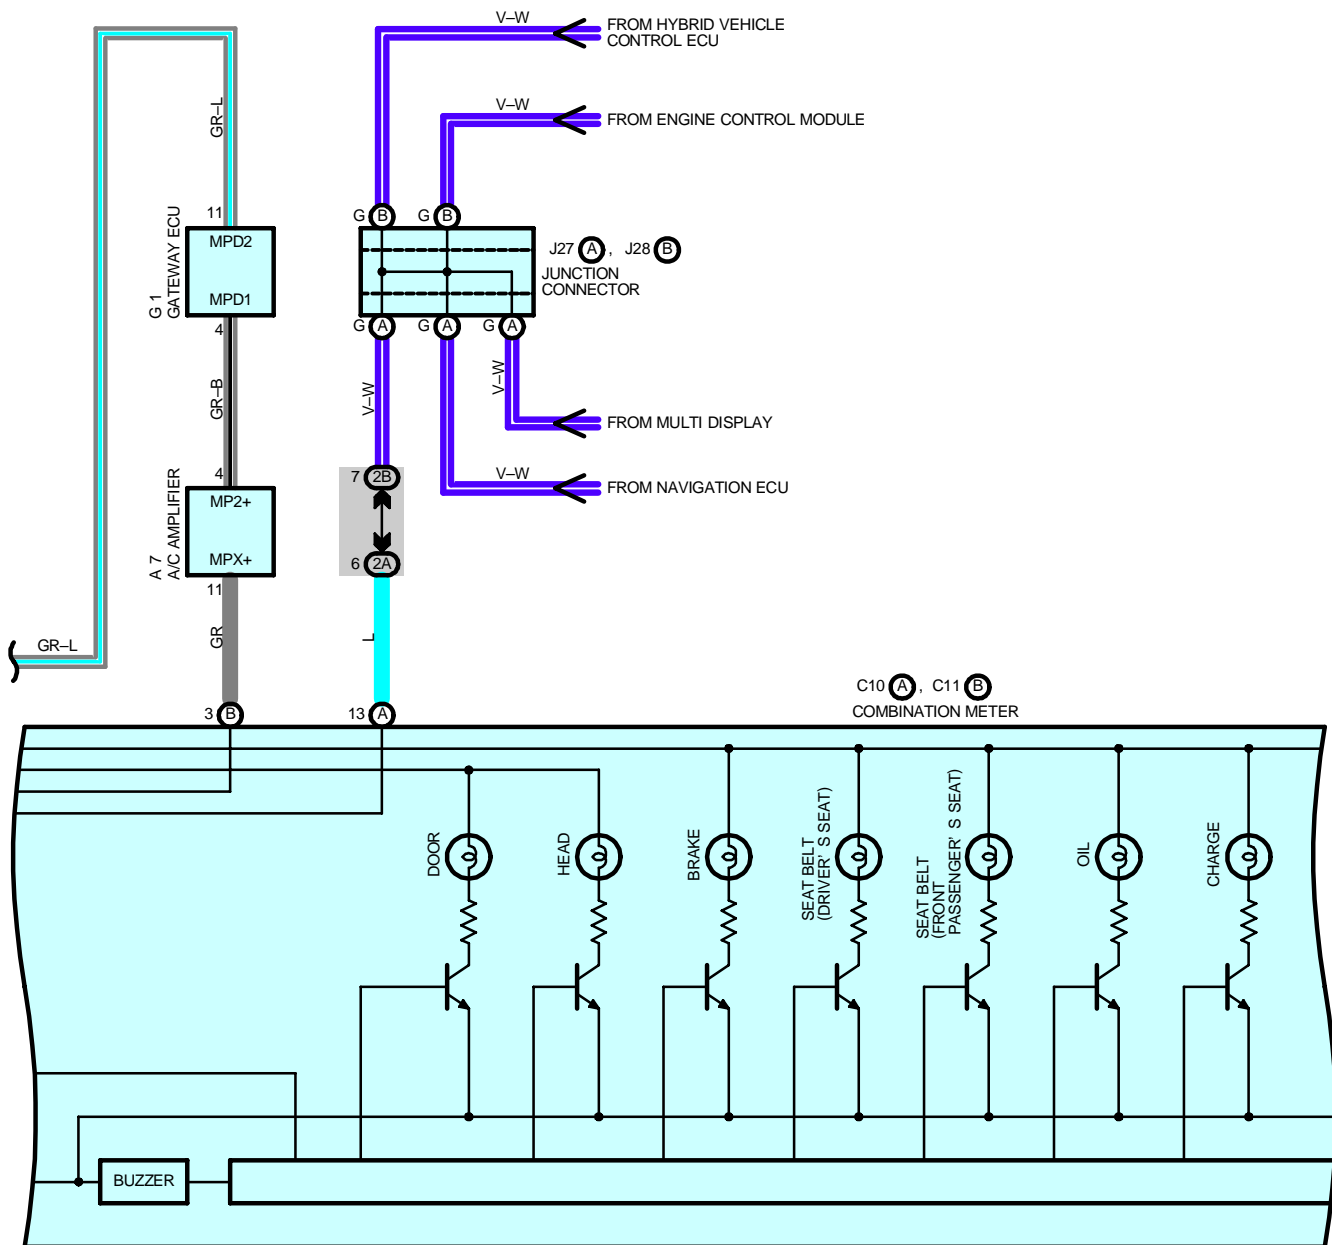 V–W
FROM HYBRID VEHICLE
CONTROL ECU
V–W
FROM ENGINE CONTROL MODULE
GR–L
11
MPD2
MPD1
G 1
GATEWAY ECU
4
G B
G B
J27 A , J28 B
JUNCTION
CONNECTOR
G A
G A
G A
GR–B
V–W
V–W
FROM MULTI DISPLAY
V–W
FROM NAVIGATION ECU
4
MP2+
MPX+
A 7
A/C AMPLIFIER
11
7 2B
6 2A
GR–L
GR
L
3 B
13 A
C10 A , C11 B
COMBINATION METER
DOOR
HEAD
BRAKE
SEAT BELT
(DRIVER' S SEAT)
SEAT BELT
(FRONT
PASSENGER' S SEAT)
OIL
CHARGE
BUZZER